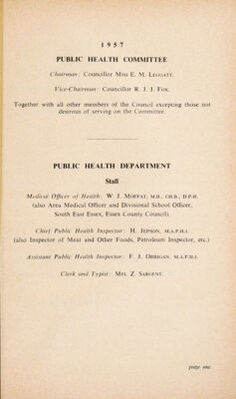 1957
PUBLIC HEALTH COMMITTEE
Chairman: Councillor Miss E. M. LEGGATT.
Vice-Chairman: Councillor R. J. J. FOX.
Together with all other members of the Council excepting those not
desirous of serving on the Committee.
PUBLIC HEALTH DEPARTMENT
Staff
Medical Officer of Health: W. J. MOFFAT, M.B., CH.B., D.P.H.
(also Area Medical Officer and Divisional School Officer,
South East Essex, Essex County Council).
Chief Public Health Inspector: H. JEPSON, M.A.P.H.I.
(also Inspector of Meat and Other Foods, Petroleum Inspector, etc.)
Assistant Public Health Inspector: F. J. M.A.P.H.I.
Clerk and Typist: MRS. Z. SARGENT.
page one